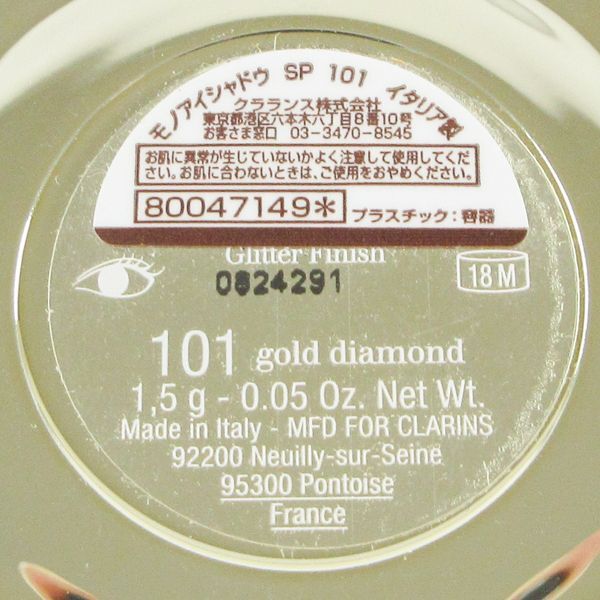 モノアイシャドウ SP 101 イタリア製
クラランス株式会社
東京都港区六本木六丁目8番10号
お客さま窓口 03-3470-8545
お肌に異常が生じていないかよく注意して使用してくだ
さい。お肌に合わないときは、ご使用をおやめください。
80047149* プラスチック:容器
Glitter Finish
0824291
18 M
101 gold diamond
1,5 g - 0.05 Oz. Net Wt.
Made in Italy - MFD FOR CLARINS
92200 Neuilly-sur-Seine
95300 Pontoise
France